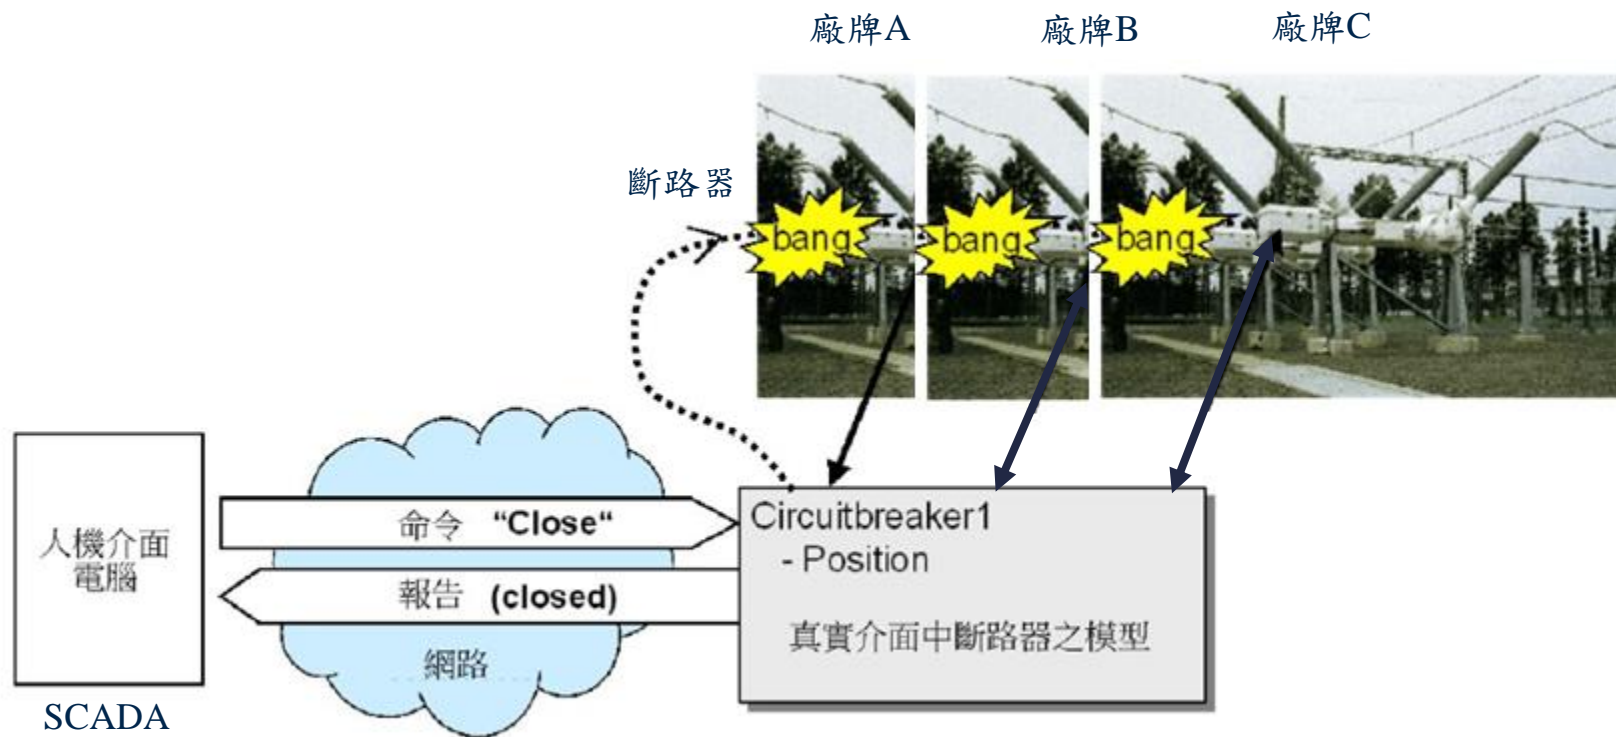 廠牌A
廠牌B
廠牌C
斷路器
bang
bang
bang
命令 “Close“
Circuitbreaker1
- Position
人機介面
電腦
報告 (closed)
真實介面中斷路器之模型
網路
SCADA